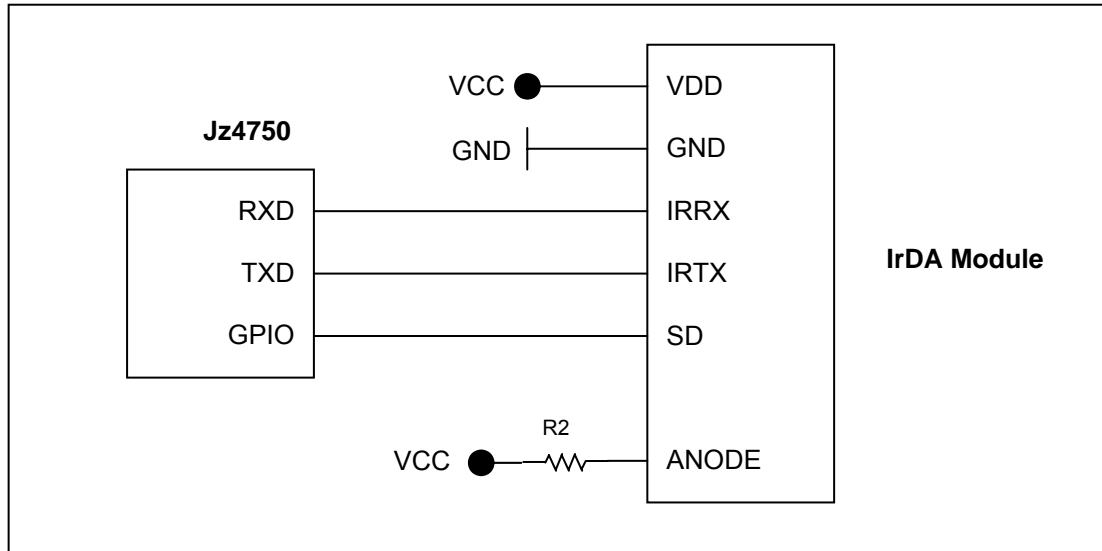 VCC
VDD
Jz4750
GND
GND
RXD
IRRX
IrDA Module
TXD
IRTX
GPIO
SD
R2
VCC
ANODE